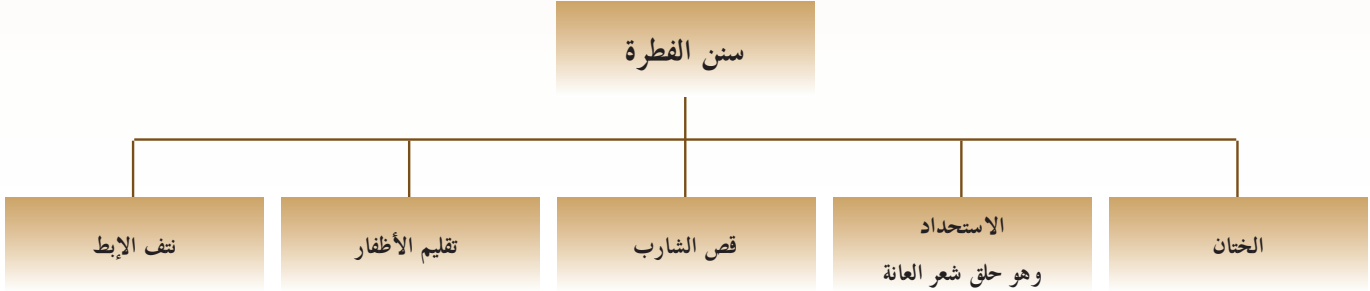 سنن الفطرة
الختان
الاستحداد
وهو حلق شعر العانة
قص الشارب
تقليم الأظفار
نتف الإبط